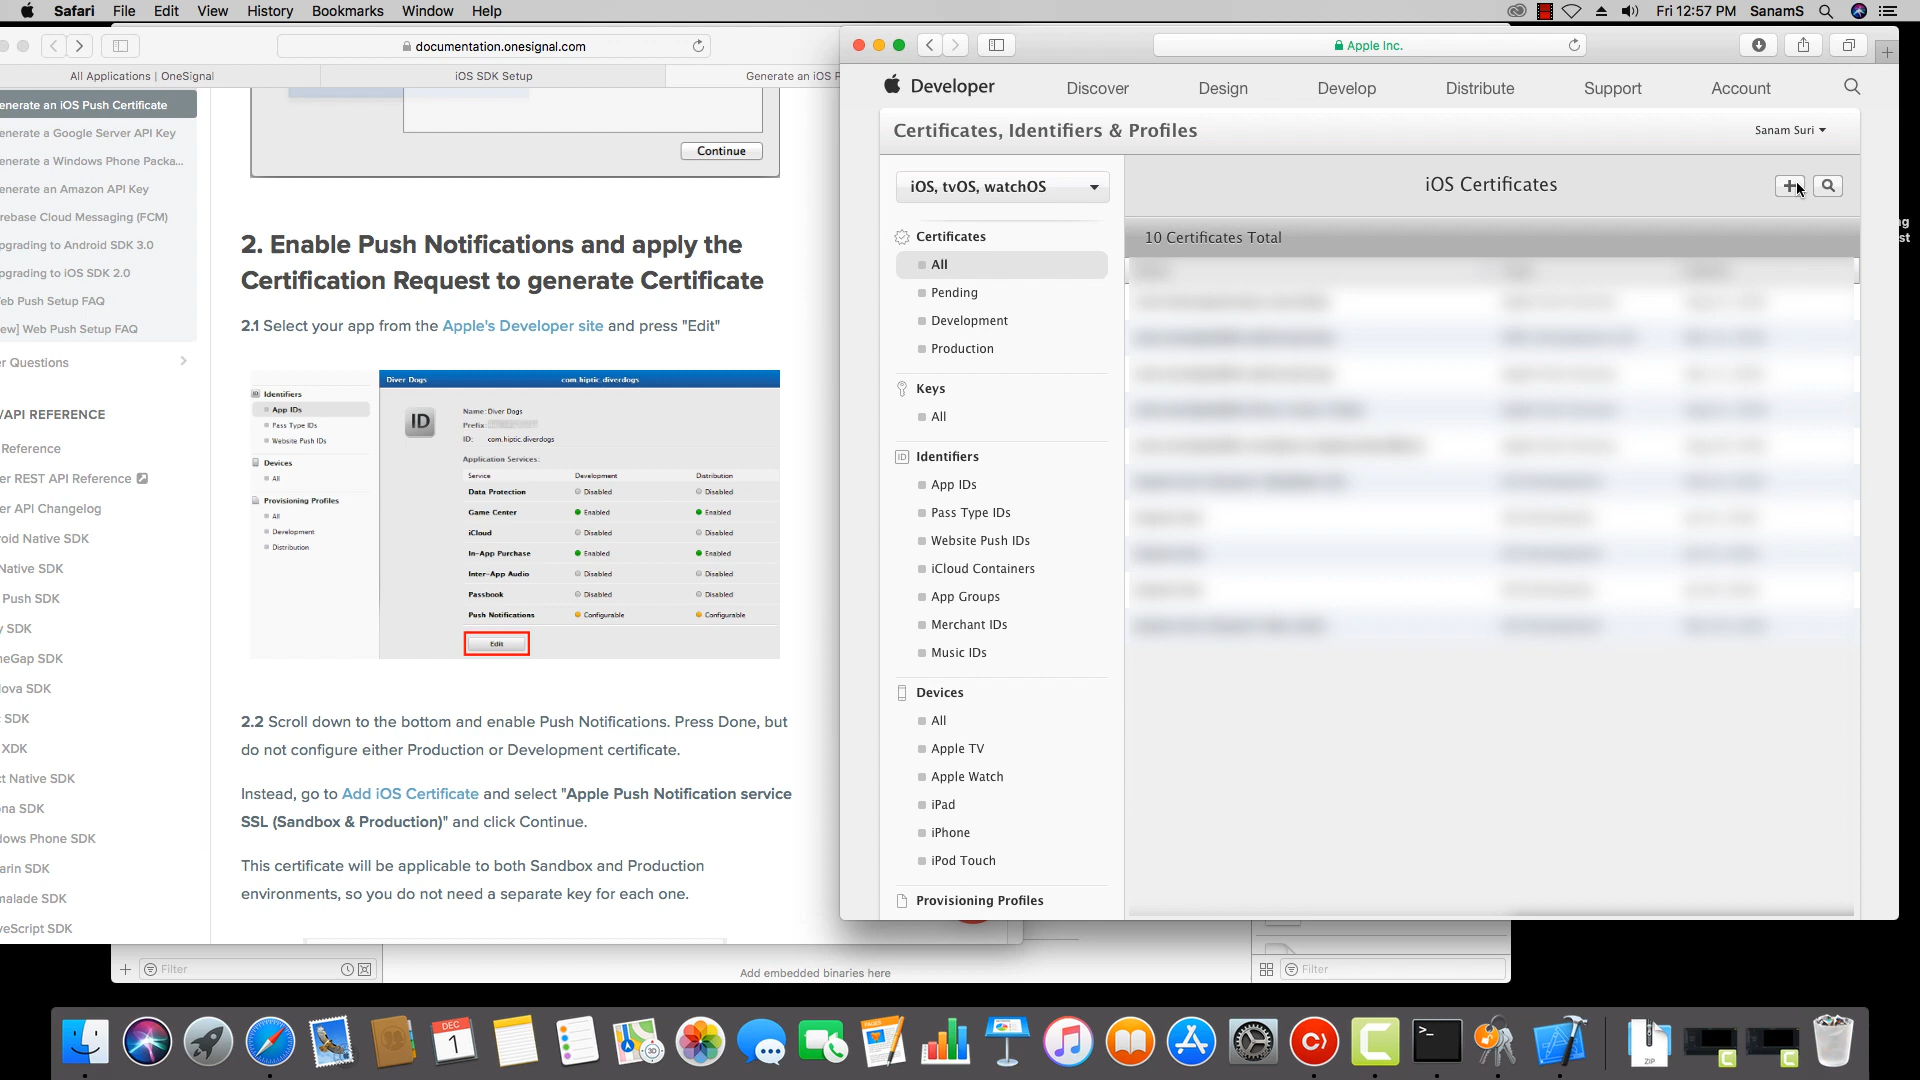 Safari File Edit View History Bookmarks Window Help
Fri 12:57 PM SanamS
documentation.onesignal.com
All Applications | OneSignal
iOS SDK Setup
Generate an iOS P
enerate an iOS Push Certificate
enerate a Google Server API Key
enerate a Windows Phone Packa...
enerate an Amazon API Key
rebase Cloud Messaging (FCM)
pgrading to Android SDK 3.0
pgrading to iOS SDK 2.0
eb Push Setup FAQ
ew] Web Push Setup FAQ
er Questions
/API REFERENCE
Reference
er REST API Reference
er API Changelog
roid Native SDK
Native SDK
Push SDK
y SDK
neGap SDK
lova SDK
SDK
XDK
ct Native SDK
ona SDK
dows Phone SDK
arin SDK
malade SDK
veScript SDK
Continue
2. Enable Push Notifications and apply the
Certification Request to generate Certificate
2.1 Select your app from the Apple's Developer site and press "Edit"
Identifiers
App IDs
Pass Type IDs
Website Push IDs
Devices
All
Provisioning Profiles
All
Development
Distribution
Diver Dogs com.hiptic.diverdogs
ID
Name: Diver Dogs
Prefix:
ID: com.hiptic.diverdogs
Application Services:
Service Development Distribution
Data Protection Disabled Disabled
Game Center Enabled Enabled
iCloud Disabled Disabled
In-App Purchase Enabled Enabled
Inter-App Audio Disabled Disabled
Passbook Disabled Disabled
Push Notifications Configurable Configurable
Edit
2.2 Scroll down to the bottom and enable Push Notifications. Press Done, but
do not configure either Production or Development certificate.
Instead, go to Add iOS Certificate and select "Apple Push Notification service
SSL (Sandbox & Production)" and click Continue.
This certificate will be applicable to both Sandbox and Production
environments, so you do not need a separate key for each one.
Apple Inc.
Developer
Discover Design Develop Distribute Support Account
Certificates, Identifiers & Profiles
Sanam Suri
iOS, tvOS, watchOS
iOS Certificates
10 Certificates Total
Certificates
All
Pending
Development
Production
Keys
All
ID Identifiers
App IDs
Pass Type IDs
Website Push IDs
iCloud Containers
App Groups
Merchant IDs
Music IDs
Devices
All
Apple TV
Apple Watch
iPad
iPhone
iPod Touch
Provisioning Profiles
g
st
Filter
Add embedded binaries here
Filter
DEC
1
3D
PAGES
ZIP